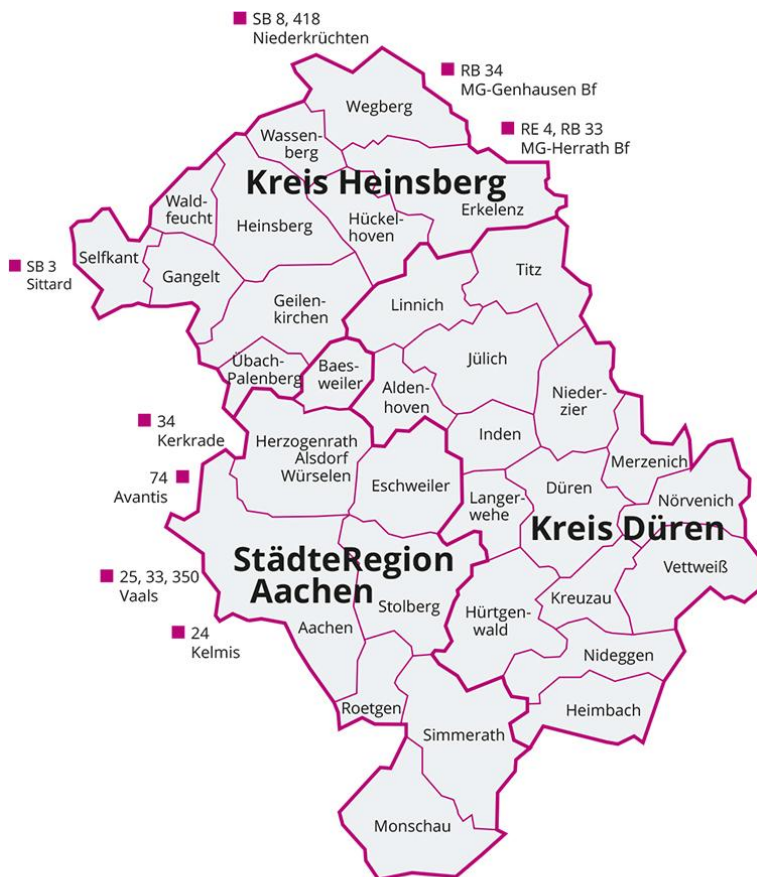 SB 8, 418
Niederkrüchten
RB 34
MG-Genhausen Bf
RE 4, RB 33
MG-Herrath Bf
Wegberg
Wassen-
berg
Kreis Heinsberg
Wald-
feucht
Heinsberg
Hückel-
hoven
Erkelenz
SB 3
Sittard
Selfkant
Gangelt
Titz
Geilen-
kirchen
Linnich
Übach-
Palenberg
Baes-
weiler
Jülich
Alden-
hoven
Nieder-
zier
34
Kerkrade
Herzogenrath
Alsdorf
Würselen
Inden
Merzenich
74
Avantis
Eschweiler
Langer-
wehe
Düren
Nörvenich
Kreis Düren
StädteRegion
Aachen
Vettweiß
25, 33, 350
Vaals
Stolberg
Hürtgen-
wald
Kreuzau
24
Kelmis
Aachen
Nideggen
Roetgen
Heimbach
Simmerath
Monschau